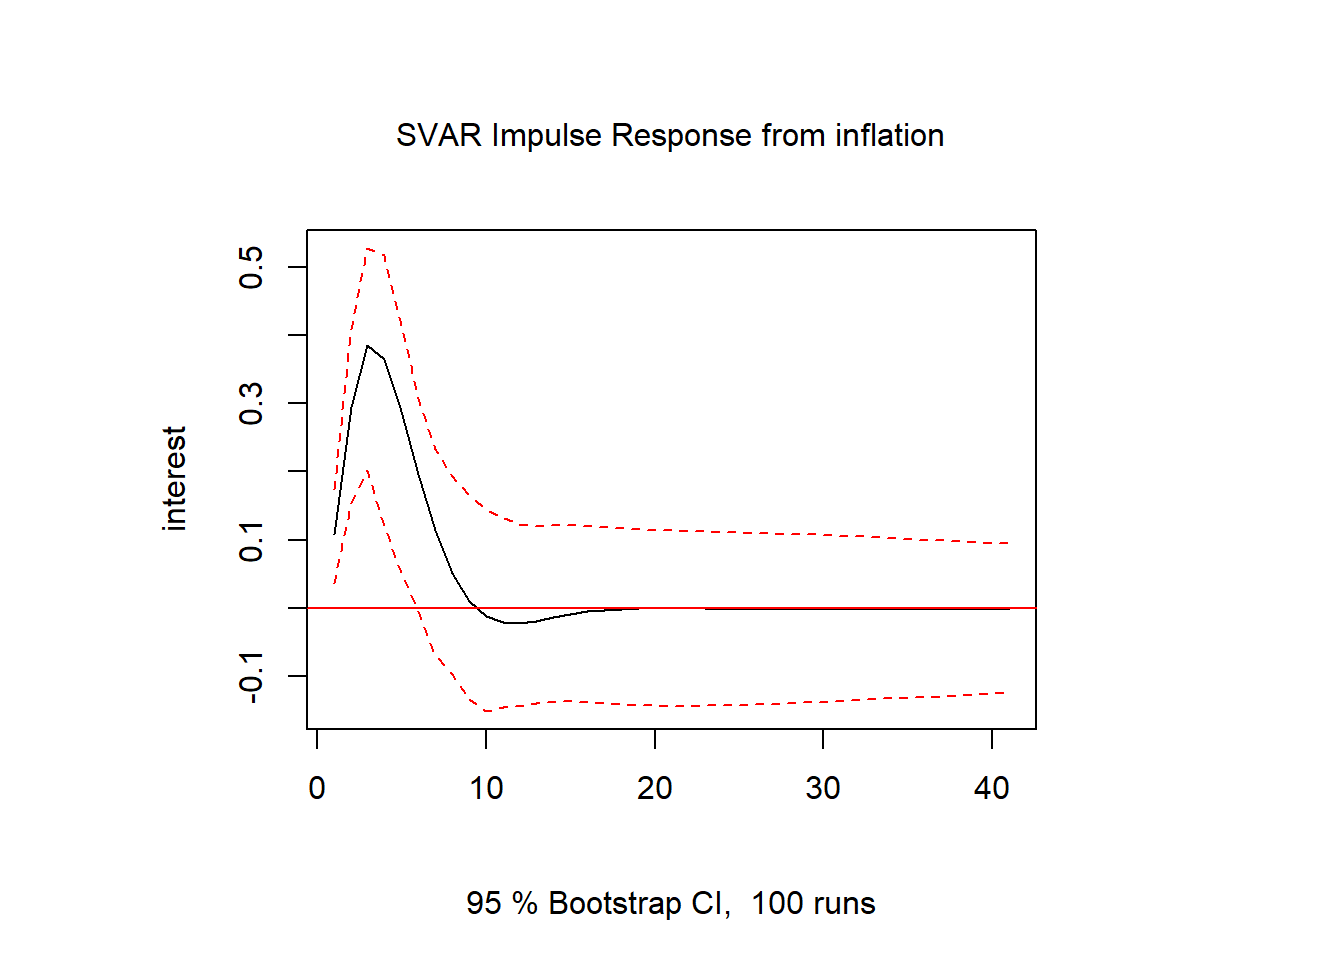 SVAR Impulse Response from inflation
interest
0.5
0.3
0.1
-0.1
0 10 20 30 40
95 % Bootstrap CI,  100 runs